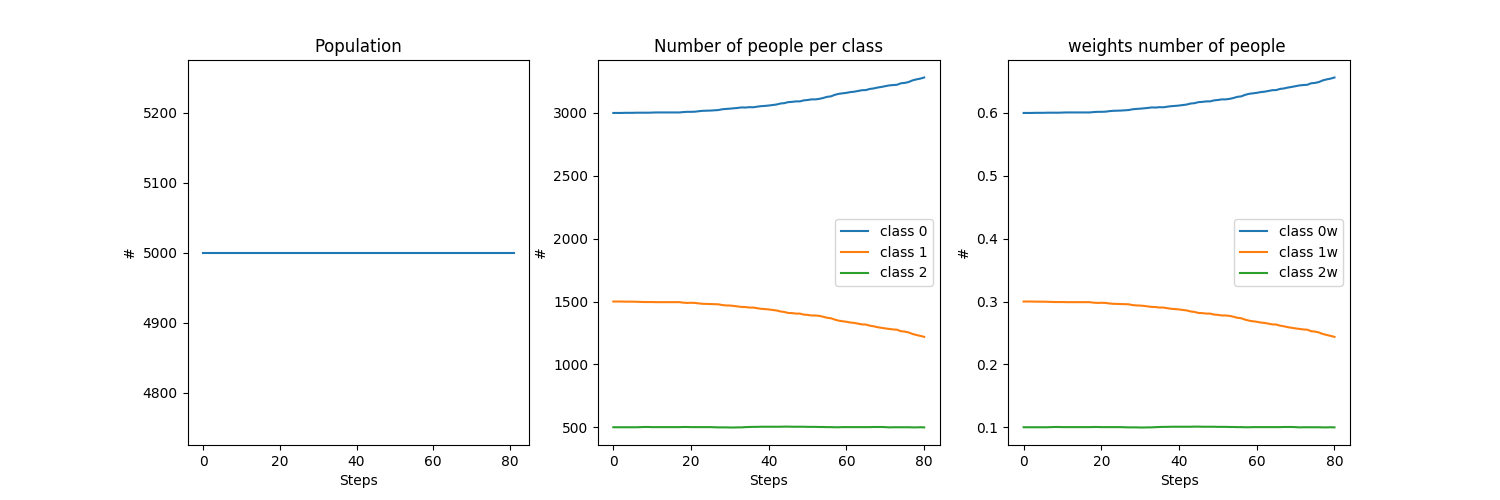 Population
5200
5100
5000
4900
4800
#
0 20 40 60 80
Steps
Number of people per class
3000
2500
2000
1500
1000
500
#
class 0
class 1
class 2
0 20 40 60 80
Steps
weights number of people
0.6
0.5
0.4
0.3
0.2
0.1
#
class 0w
class 1w
class 2w
0 20 40 60 80
Steps